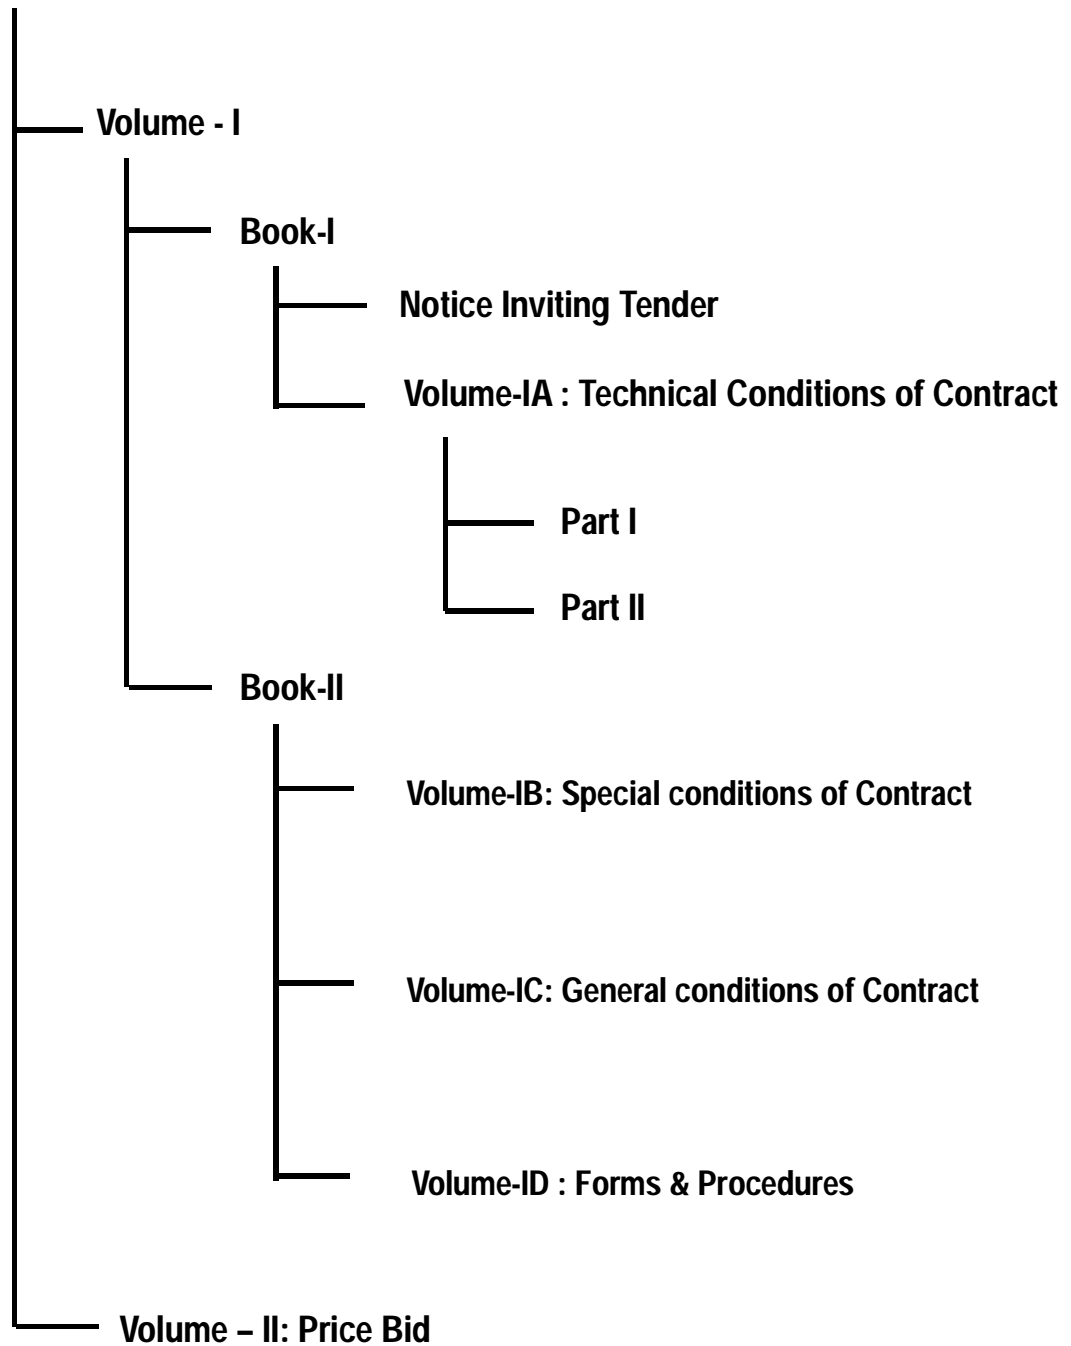 Volume - I
Book-I
Notice Inviting Tender
Volume-IA : Technical Conditions of Contract
Part I
Part II
Book-II
Volume-IB: Special conditions of Contract
Volume-IC: General conditions of Contract
Volume-ID : Forms & Procedures
Volume – II: Price Bid